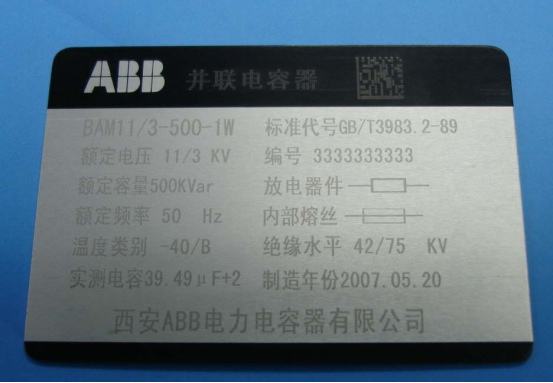 ABB 并联电容器
BAM11/3-500-1W 标准代号GB/T3983.2-89
额定电压 11/3 KV 编号 3333333333
额定容量500KVar 放电器件
额定频率 50 Hz 内部熔丝
温度类别 -40/B 绝缘水平 42/75 KV
实测电容39.49μF+2 制造年份2007.05.20
西安ABB电力电容器有限公司